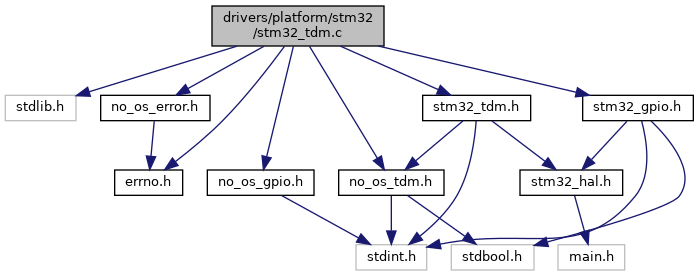 drivers/platform/stm32
/stm32_tdm.c
stdlib.h
no_os_error.h
stm32_tdm.h
stm32_gpio.h
errno.h
no_os_gpio.h
no_os_tdm.h
stm32_hal.h
stdint.h
stdbool.h
main.h